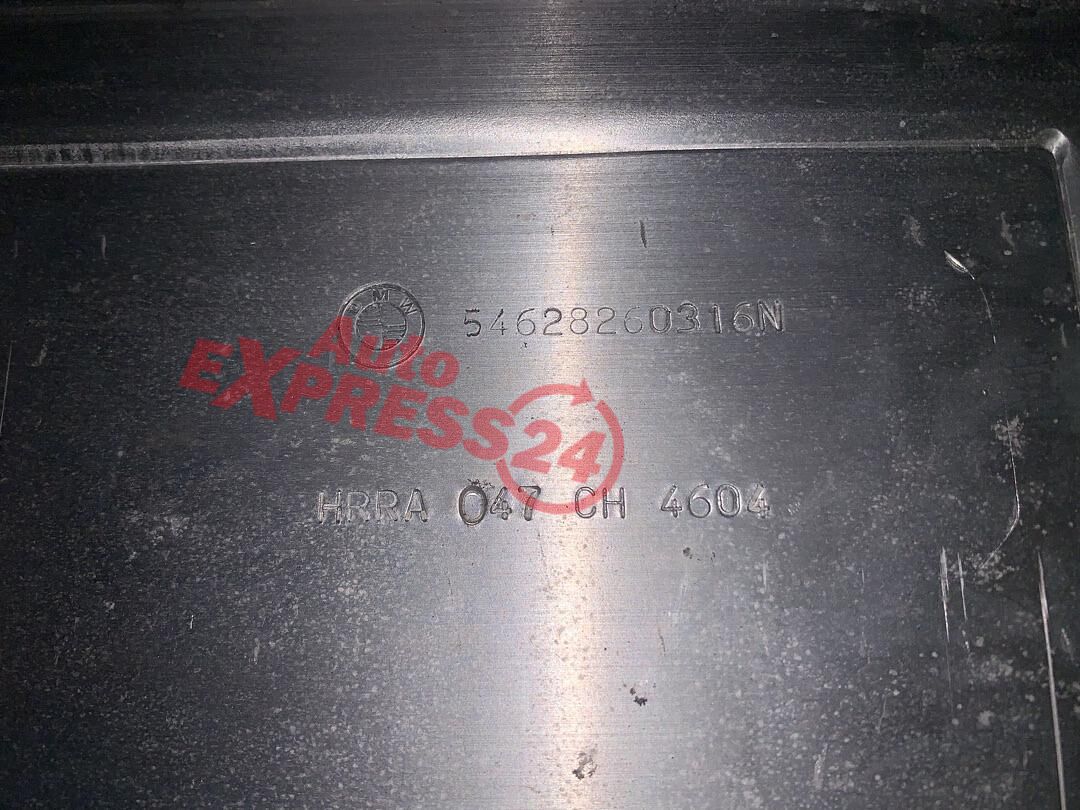 BMW 54628260316N
Auto
EXPRESS24
HRRA 047 CH 4604